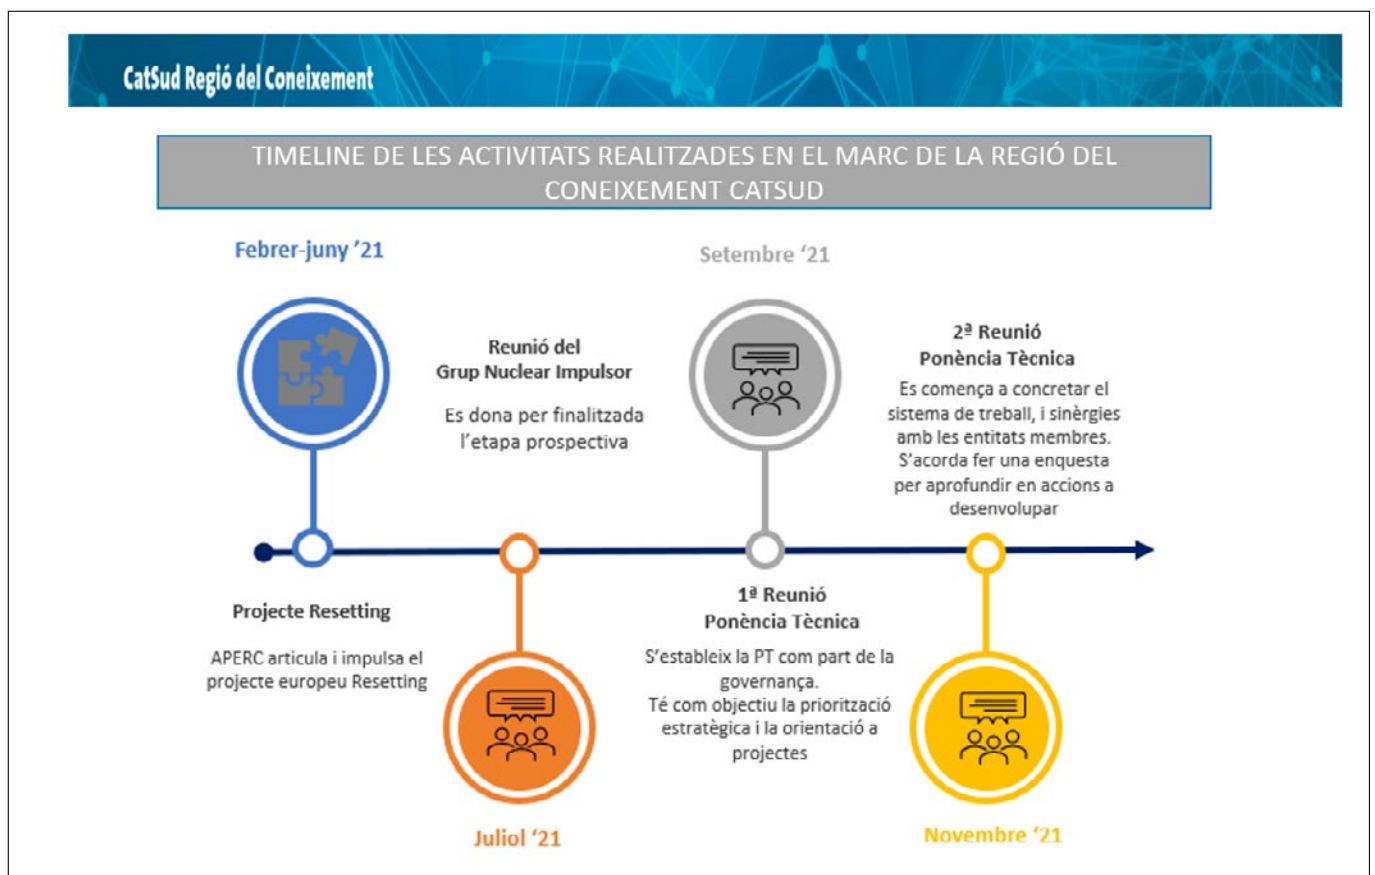 CatSud Regió del Coneixement
TIMELINE DE LES ACTIVITATS REALITZADES EN EL MARC DE LA REGIÓ DEL
CONEIXEMENT CATSUD
Febrer-juny ’21
Projecte Resetting
APERC articula i impulsa el
projecte europeu Resetting
Reunió del
Grup Nuclear Impulsor
Es dona per finalitzada
l’etapa prospectiva
Juliol ‘21
Setembre ‘21
1ª Reunió
Ponència Tècnica
S’estableix la PT com part de la
governança.
Té com objectiu la priorització
estratègica i la orientació a
projectes
2ª Reunió
Ponència Tècnica
Es comença a concretar el
sistema de treball, i sinèrgies
amb les entitats membres.
S’acorda fer una enquesta
per aprofundir en accions a
desenvolupar
Novembre ‘21